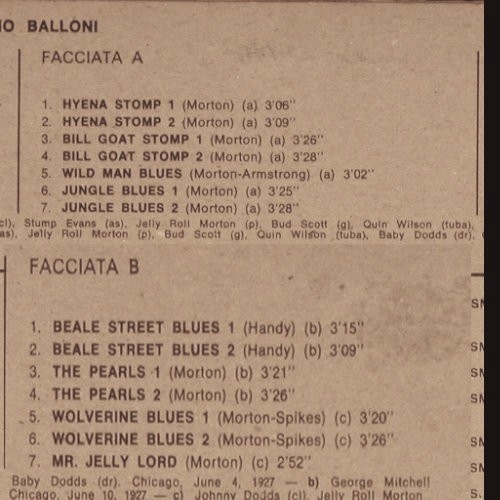 IO BALLONI
FACCIATA A
1. HYENA STOMP 1 (Morton) (a) 3'06''
2. HYENA STOMP 2 (Morton) (a) 3'09''
3. BILL GOAT STOMP 1 (Morton) (a) 3'26''
4. BILL GOAT STOMP 2 (Morton) (a) 3'28''
5. WILD MAN BLUES (Morton-Armstrong) (a) 3'02''
6. JUNGLE BLUES 1 (Morton) (a) 3'25''
7. JUNGLE BLUES 2 (Morton) (a) 3'28''
cl), Stump Evans (as), Jelly Roll Morton (p), Bud Scott (g), Quin Wilson (tuba),
as), Jelly Roll Morton (p), Bud Scott (g), Quin Wilson (tuba), Baby Dodds (dr).
FACCIATA B
1. BEALE STREET BLUES 1 (Handy) (b) 3'15''
2. BEALE STREET BLUES 2 (Handy) (b) 3'09''
3. THE PEARLS 1 (Morton) (b) 3'21''
4. THE PEARLS 2 (Morton) (b) 3'26''
5. WOLVERINE BLUES 1 (Morton-Spikes) (c) 3'20''
6. WOLVERINE BLUES 2 (Morton-Spikes) (c) 3'26''
7. MR. JELLY LORD (Morton) (c) 2'52''
Baby Dodds (dr). Chicago, June 4, 1927 — b) George Mitchell
Chicago, June 10, 1927 — c) Johnny Dodds (cl), Jelly Roll Morton